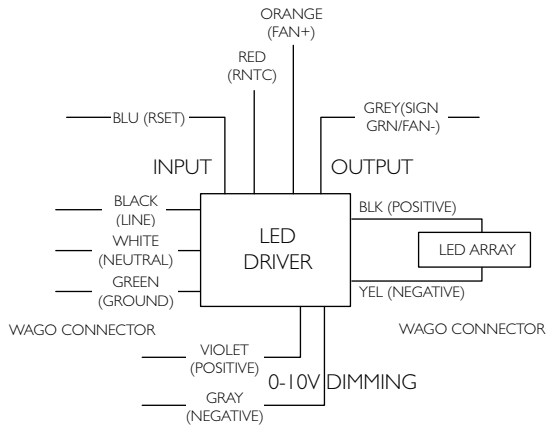 ORANGE
(FAN+)
RED
(RNTC)
BLU (RSET)
GREY(SIGN
GRN/FAN-)
INPUT
OUTPUT
BLACK
(LINE)
WHITE
(NEUTRAL)
GREEN
(GROUND)
WAGO CONNECTOR
LED
DRIVER
BLK (POSITIVE)
LED ARRAY
YEL (NEGATIVE)
WAGO CONNECTOR
VIOLET
(POSITIVE)
0-10V DIMMING
GRAY
(NEGATIVE)